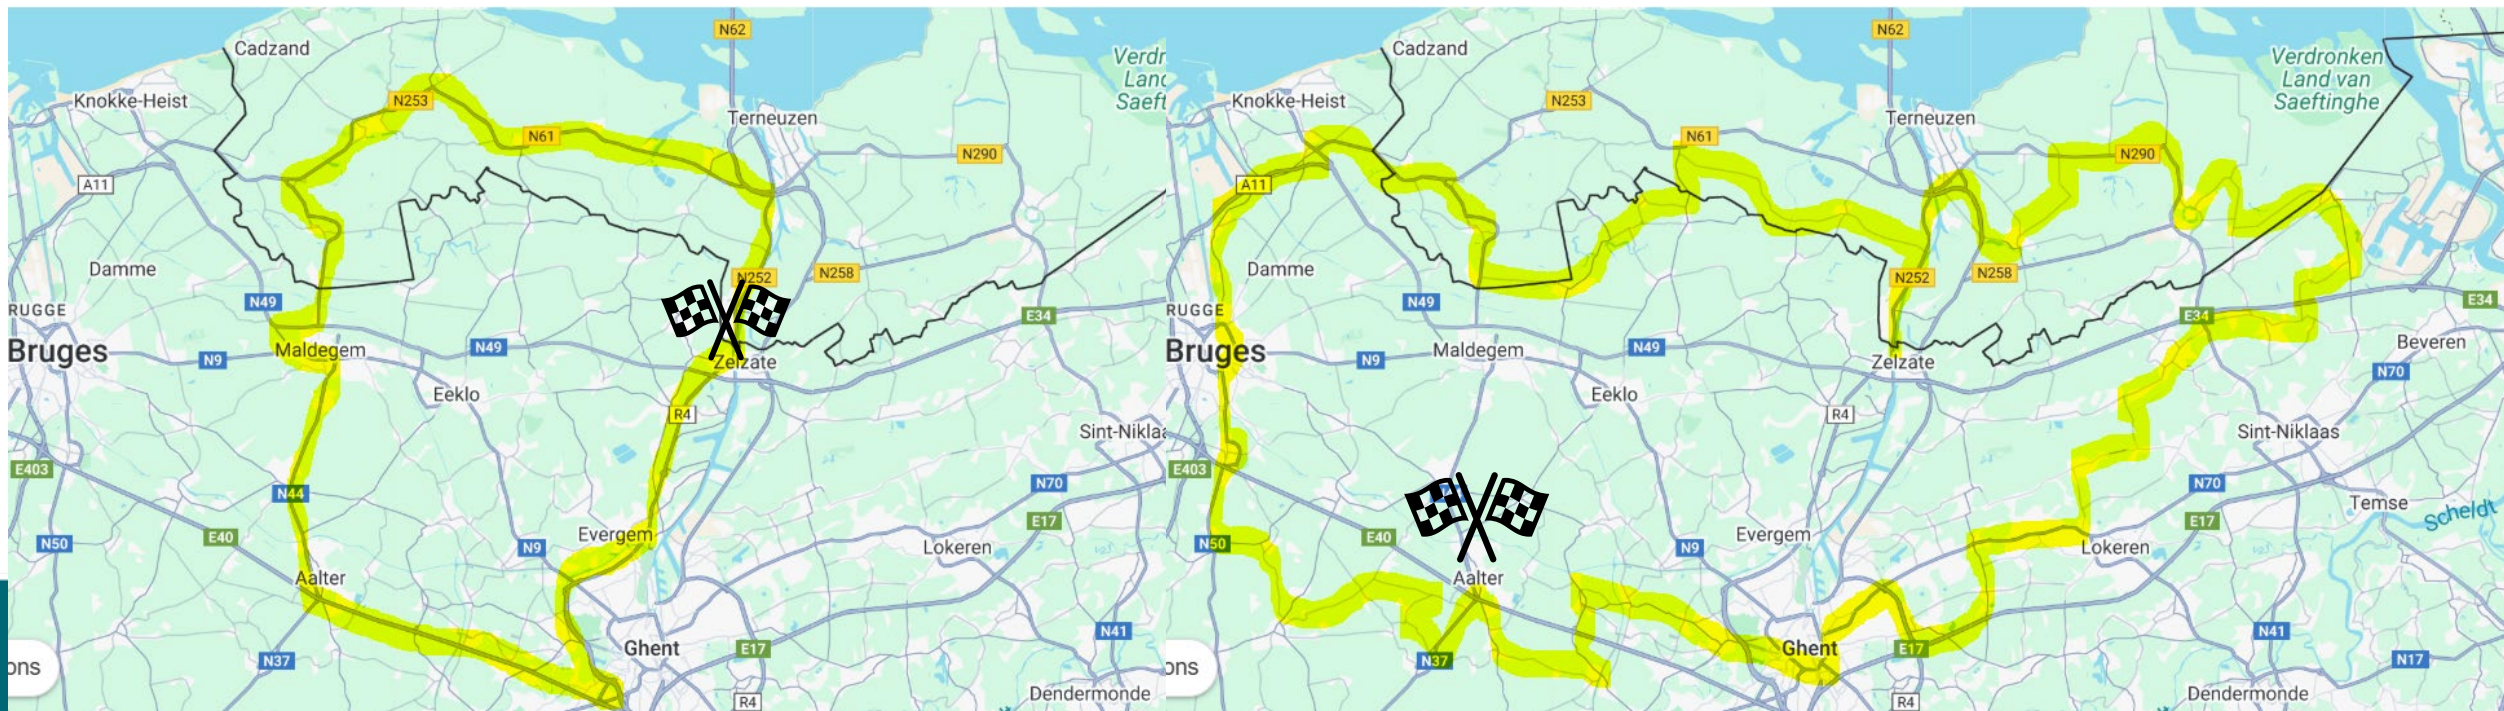 N62
Cadzand
Verdr
Land
Saeft
Knokke-Heist
N253
Terneuzen
N61
N290
A11
Damme
N252
N258
N49
RUGGE
E34
Bruges
Maldegem
N49
N9
Zelzate
Eeklo
R4
Sint-Nikla
E403
N44
N70
E17
E40
Evergem
N50
N9
Lokeren
Aalter
N41
Ghent
E17
N37
ons
Dendermonde
R4
N62
Cadzand
Verdronken
Land van
Saeftinghe
Knokke-Heist
N253
Terneuzen
N61
N290
A11
Damme
N252
N258
N49
E34
RUGGE
E34
Bruges
Maldegem
N49
N9
Zelzate
Beveren
N70
Eeklo
R4
Sint-Niklaas
E403
N70
Temse
Scheldt
E17
E40
Evergem
N50
N9
Lokeren
Aalter
N41
Ghent
E17
N37
N17
ons
Dendermonde
R4